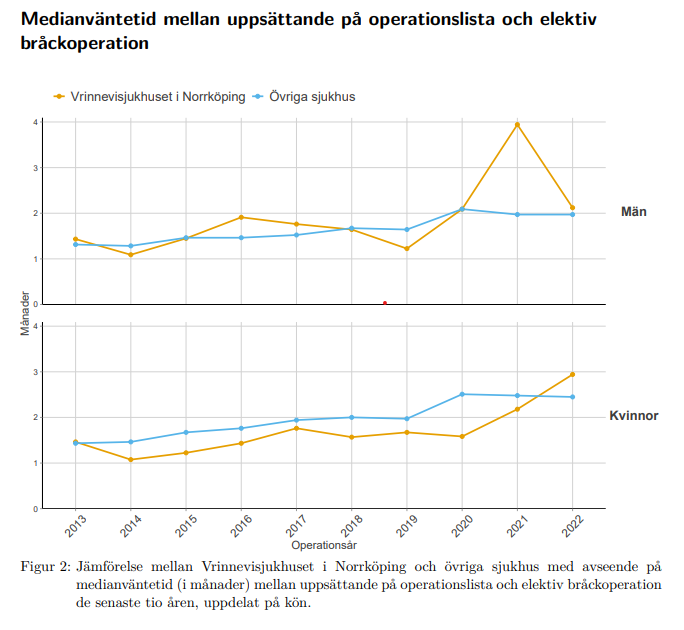 Medianväntetid mellan uppsättande på operationslista och elektiv
bråckoperation
Vrinnevisjukhuset i Norrköping Övriga sjukhus
4
3
2
1
0
Män
Månader
4
3
2
1
0
Kvinnor
2013 2014 2015 2016 2017 2018 2019 2020 2021 2022
Operationsår
Figur 2: Jämförelse mellan Vrinnevisjukhuset i Norrköping och övriga sjukhus med avseende på
medianväntetid (i månader) mellan uppsättande på operationslista och elektiv bråckoperation
de senaste tio åren, uppdelat på kön.